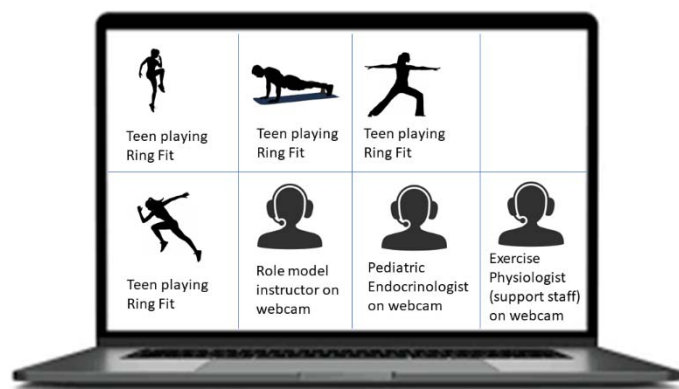 Teen playing
Ring Fit
Teen playing
Ring Fit
Teen playing
Ring Fit
Teen playing
Ring Fit
Role model
instructor on
webcam
Pediatric
Endocrinologist
on webcam
Exercise
Physiologist
(support staff)
on webcam